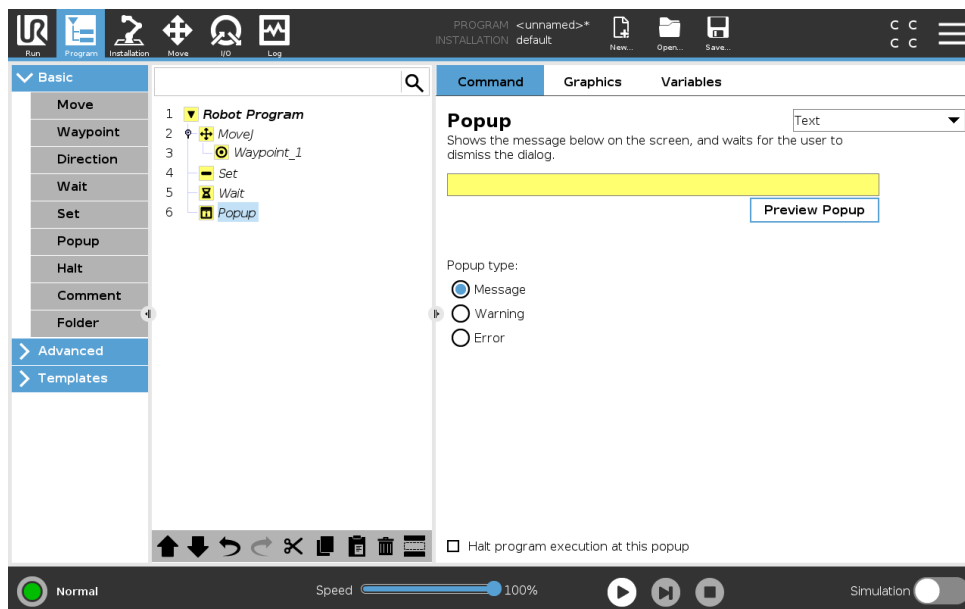 UR
PROGRAM <unnamed>*
INSTALLATION default
Run Program Installation Move I/O Log New... Open... Save...
C C
C C
Basic
Move
Waypoint
Direction
Wait
Set
Popup
Halt
Comment
Folder
Advanced
Templates
1 Robot Program
2 MoveJ
3 Waypoint_1
4 Set
5 Wait
6 Popup
Command Graphics Variables
Popup
Text
Shows the message below on the screen, and waits for the user to
dismiss the dialog.
Preview Popup
Popup type:
Message
Warning
Error
Halt program execution at this popup
Normal
Speed 100%
Simulation